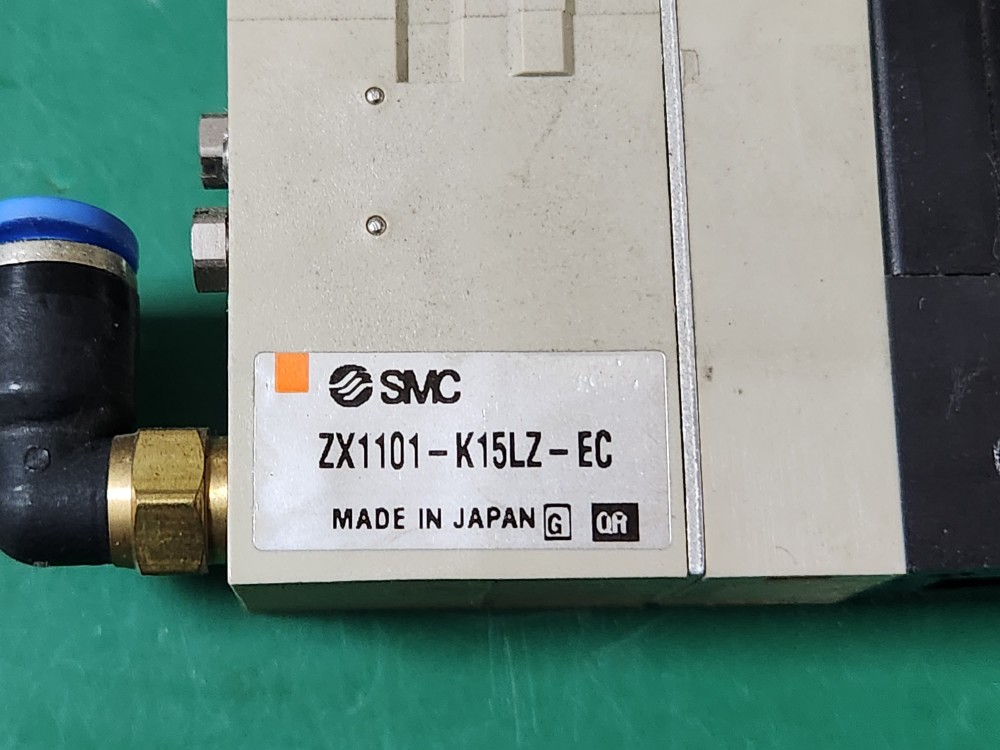 SMC
ZX1101-K15LZ-EC
MADE IN JAPAN G QR